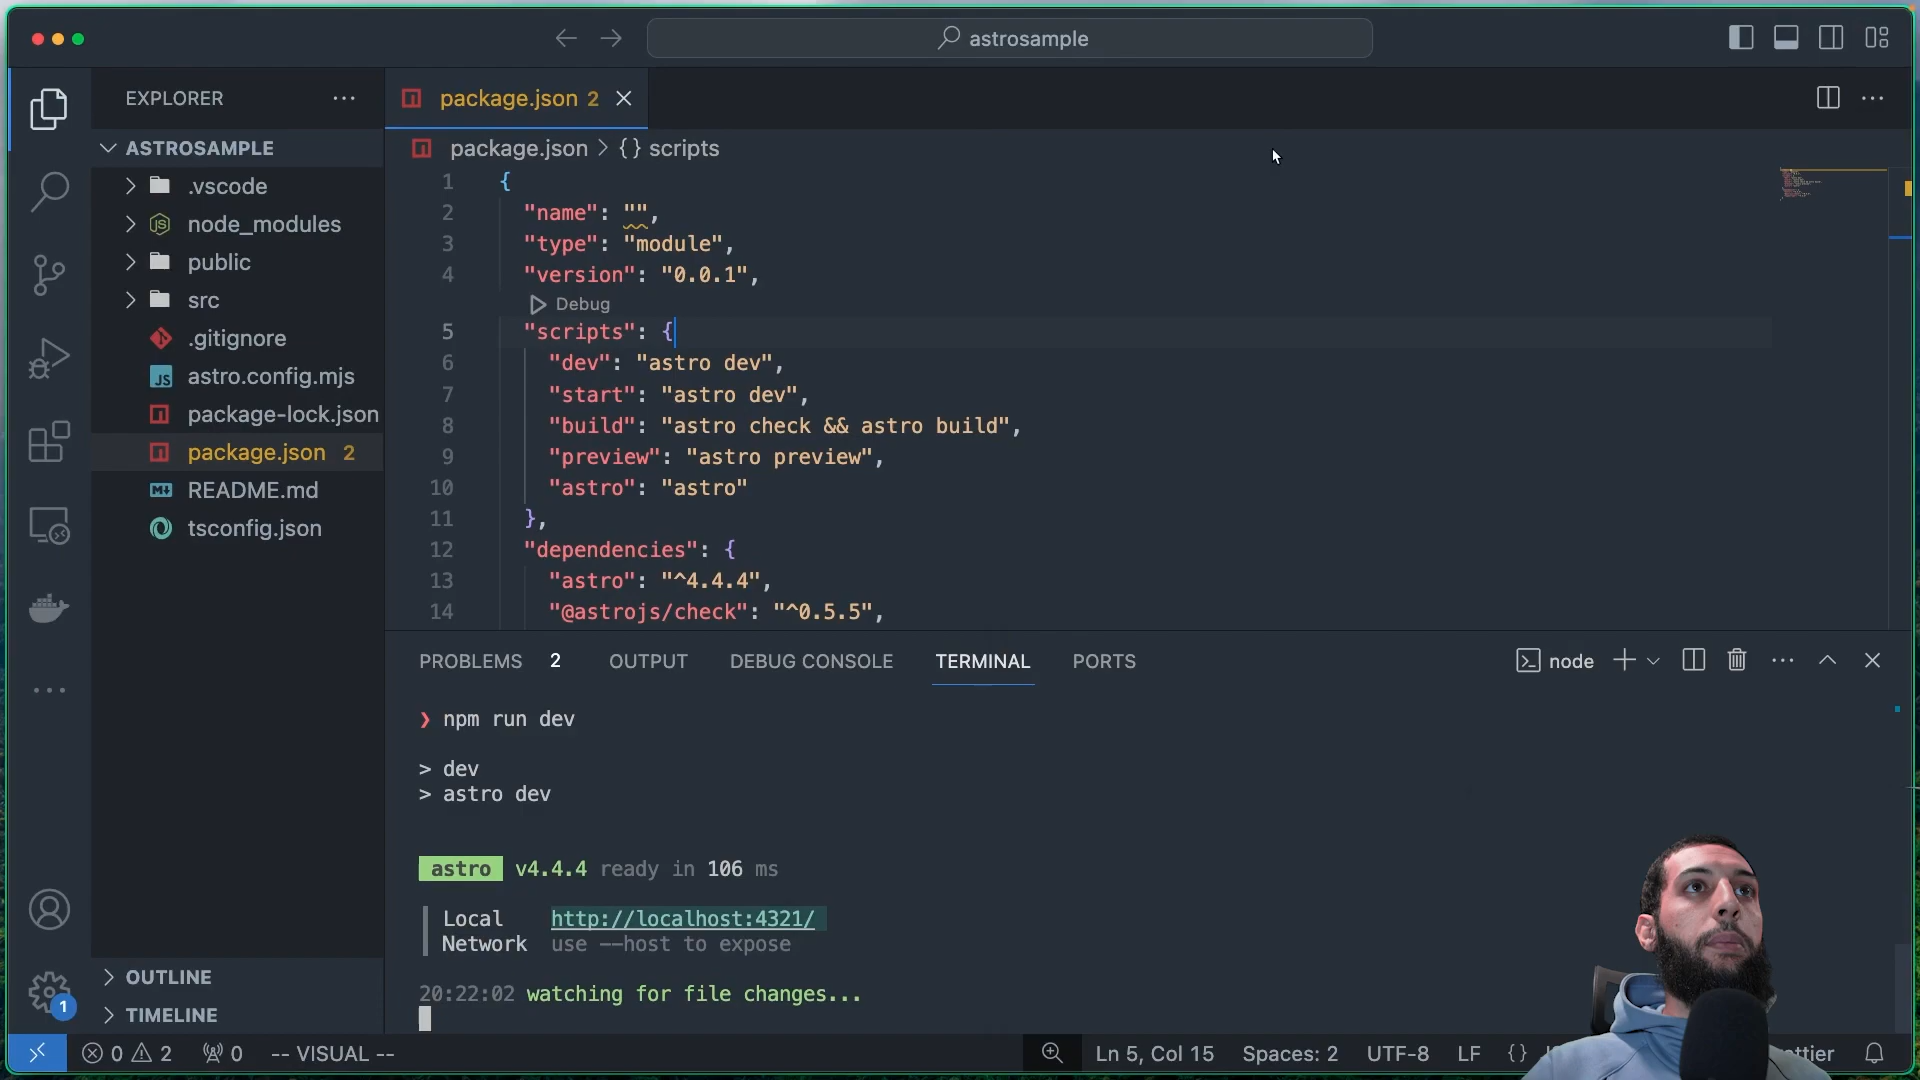 astrosample
EXPLORER
package.json 2
ASTROSAMPLE
.vscode
node_modules
public
src
.gitignore
astro.config.mjs
package-lock.json
package.json 2
README.md
tsconfig.json
OUTLINE
TIMELINE
1
package.json > {} scripts
1 {
2 "name": "",
3 "type": "module",
4 "version": "0.0.1",
Debug
5 "scripts": {
6 "dev": "astro dev",
7 "start": "astro dev",
8 "build": "astro check && astro build",
9 "preview": "astro preview",
10 "astro": "astro"
11 },
12 "dependencies": {
13 "astro": "^4.4.4",
14 "@astrojs/check": "^0.5.5",
PROBLEMS 2 OUTPUT DEBUG CONSOLE TERMINAL PORTS node
❯ npm run dev
> dev
> astro dev
astro v4.4.4 ready in 106 ms
Local http://localhost:4321/
Network use --host to expose
20:22:02 watching for file changes...
0 2 0 -- VISUAL -- Ln 5, Col 15 Spaces: 2 UTF-8 LF {}